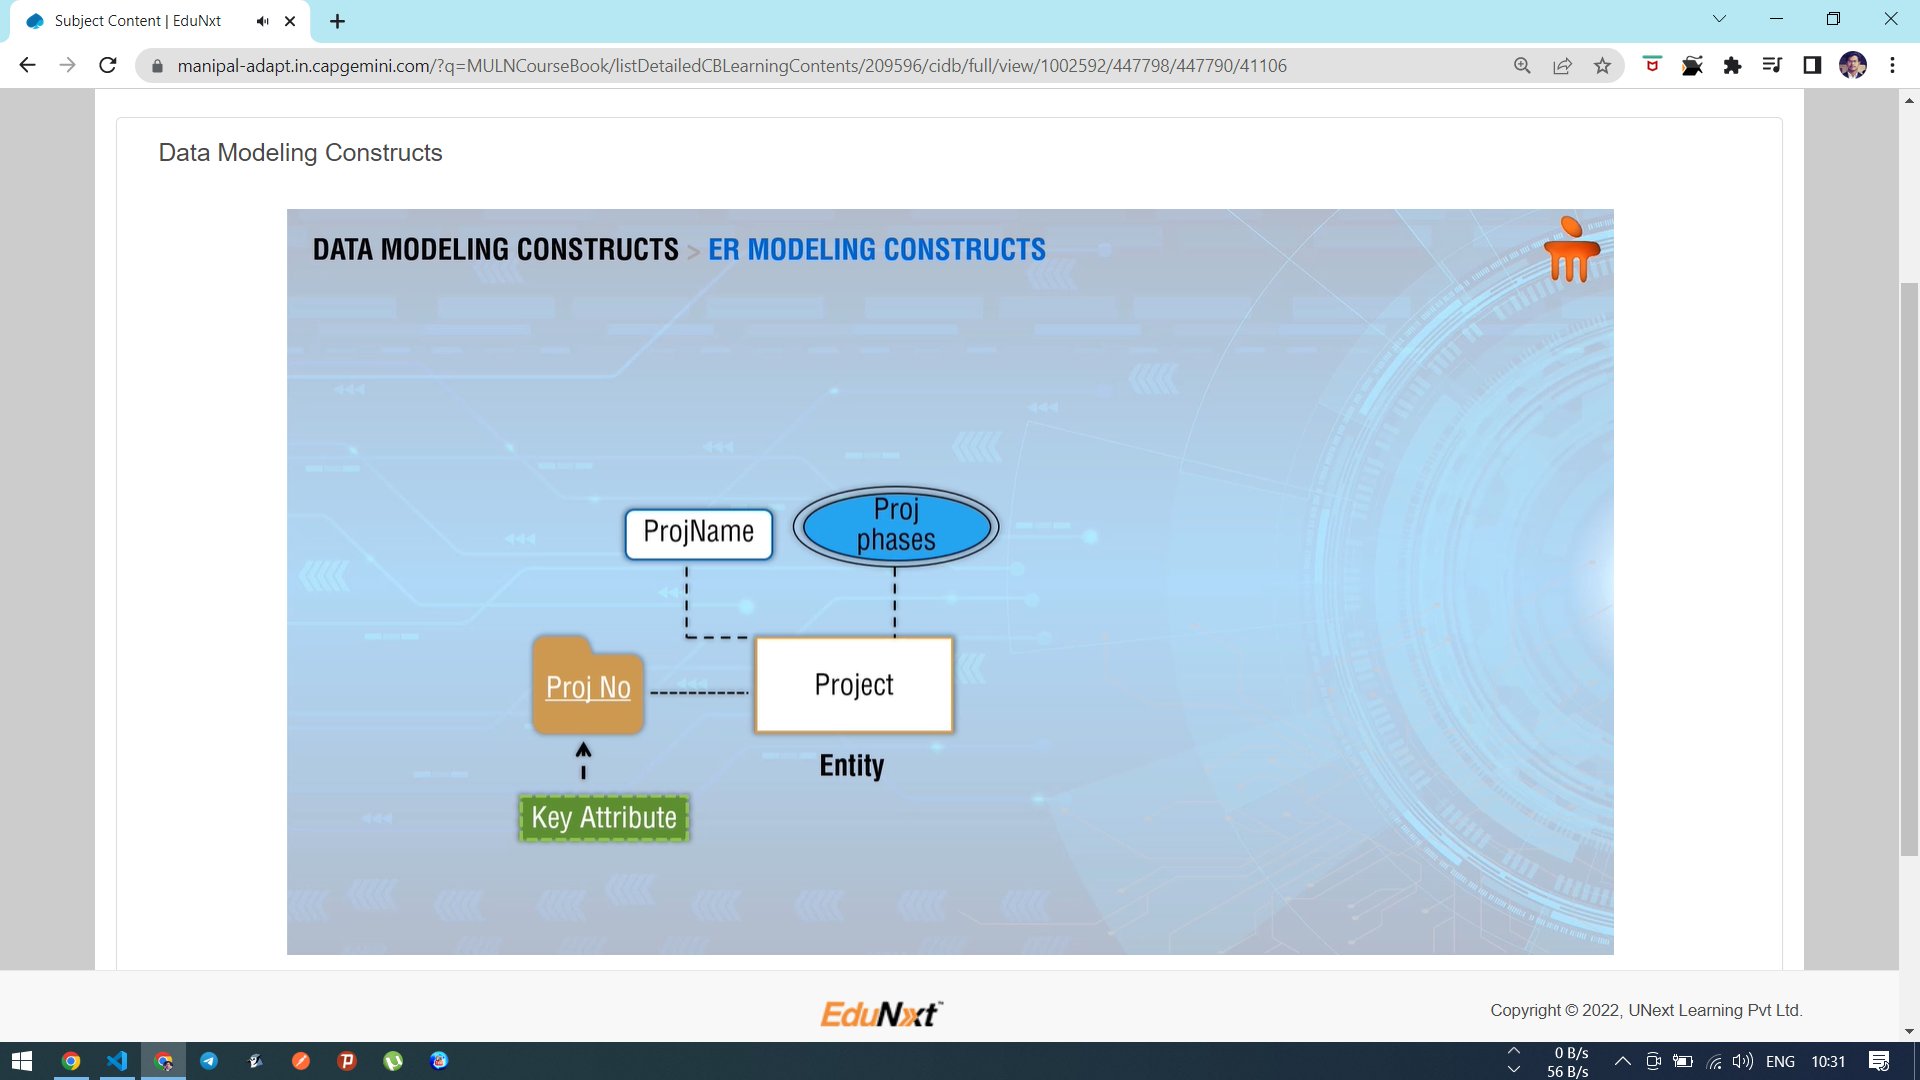 Subject Content | EduNxt
manipal-adapt.in.capgemini.com/?q=MULNCourseBook/listDetailedCBLearningContents/209596/cidb/full/view/1002592/447798/447790/41106
Data Modeling Constructs
DATA MODELING CONSTRUCTS > ER MODELING CONSTRUCTS
ProjName
Proj
phases
Proj No
Project
Entity
Key Attribute
EduNxt
Copyright © 2022, UNext Learning Pvt Ltd.
0 B/s
56 B/s
ENG
10:31